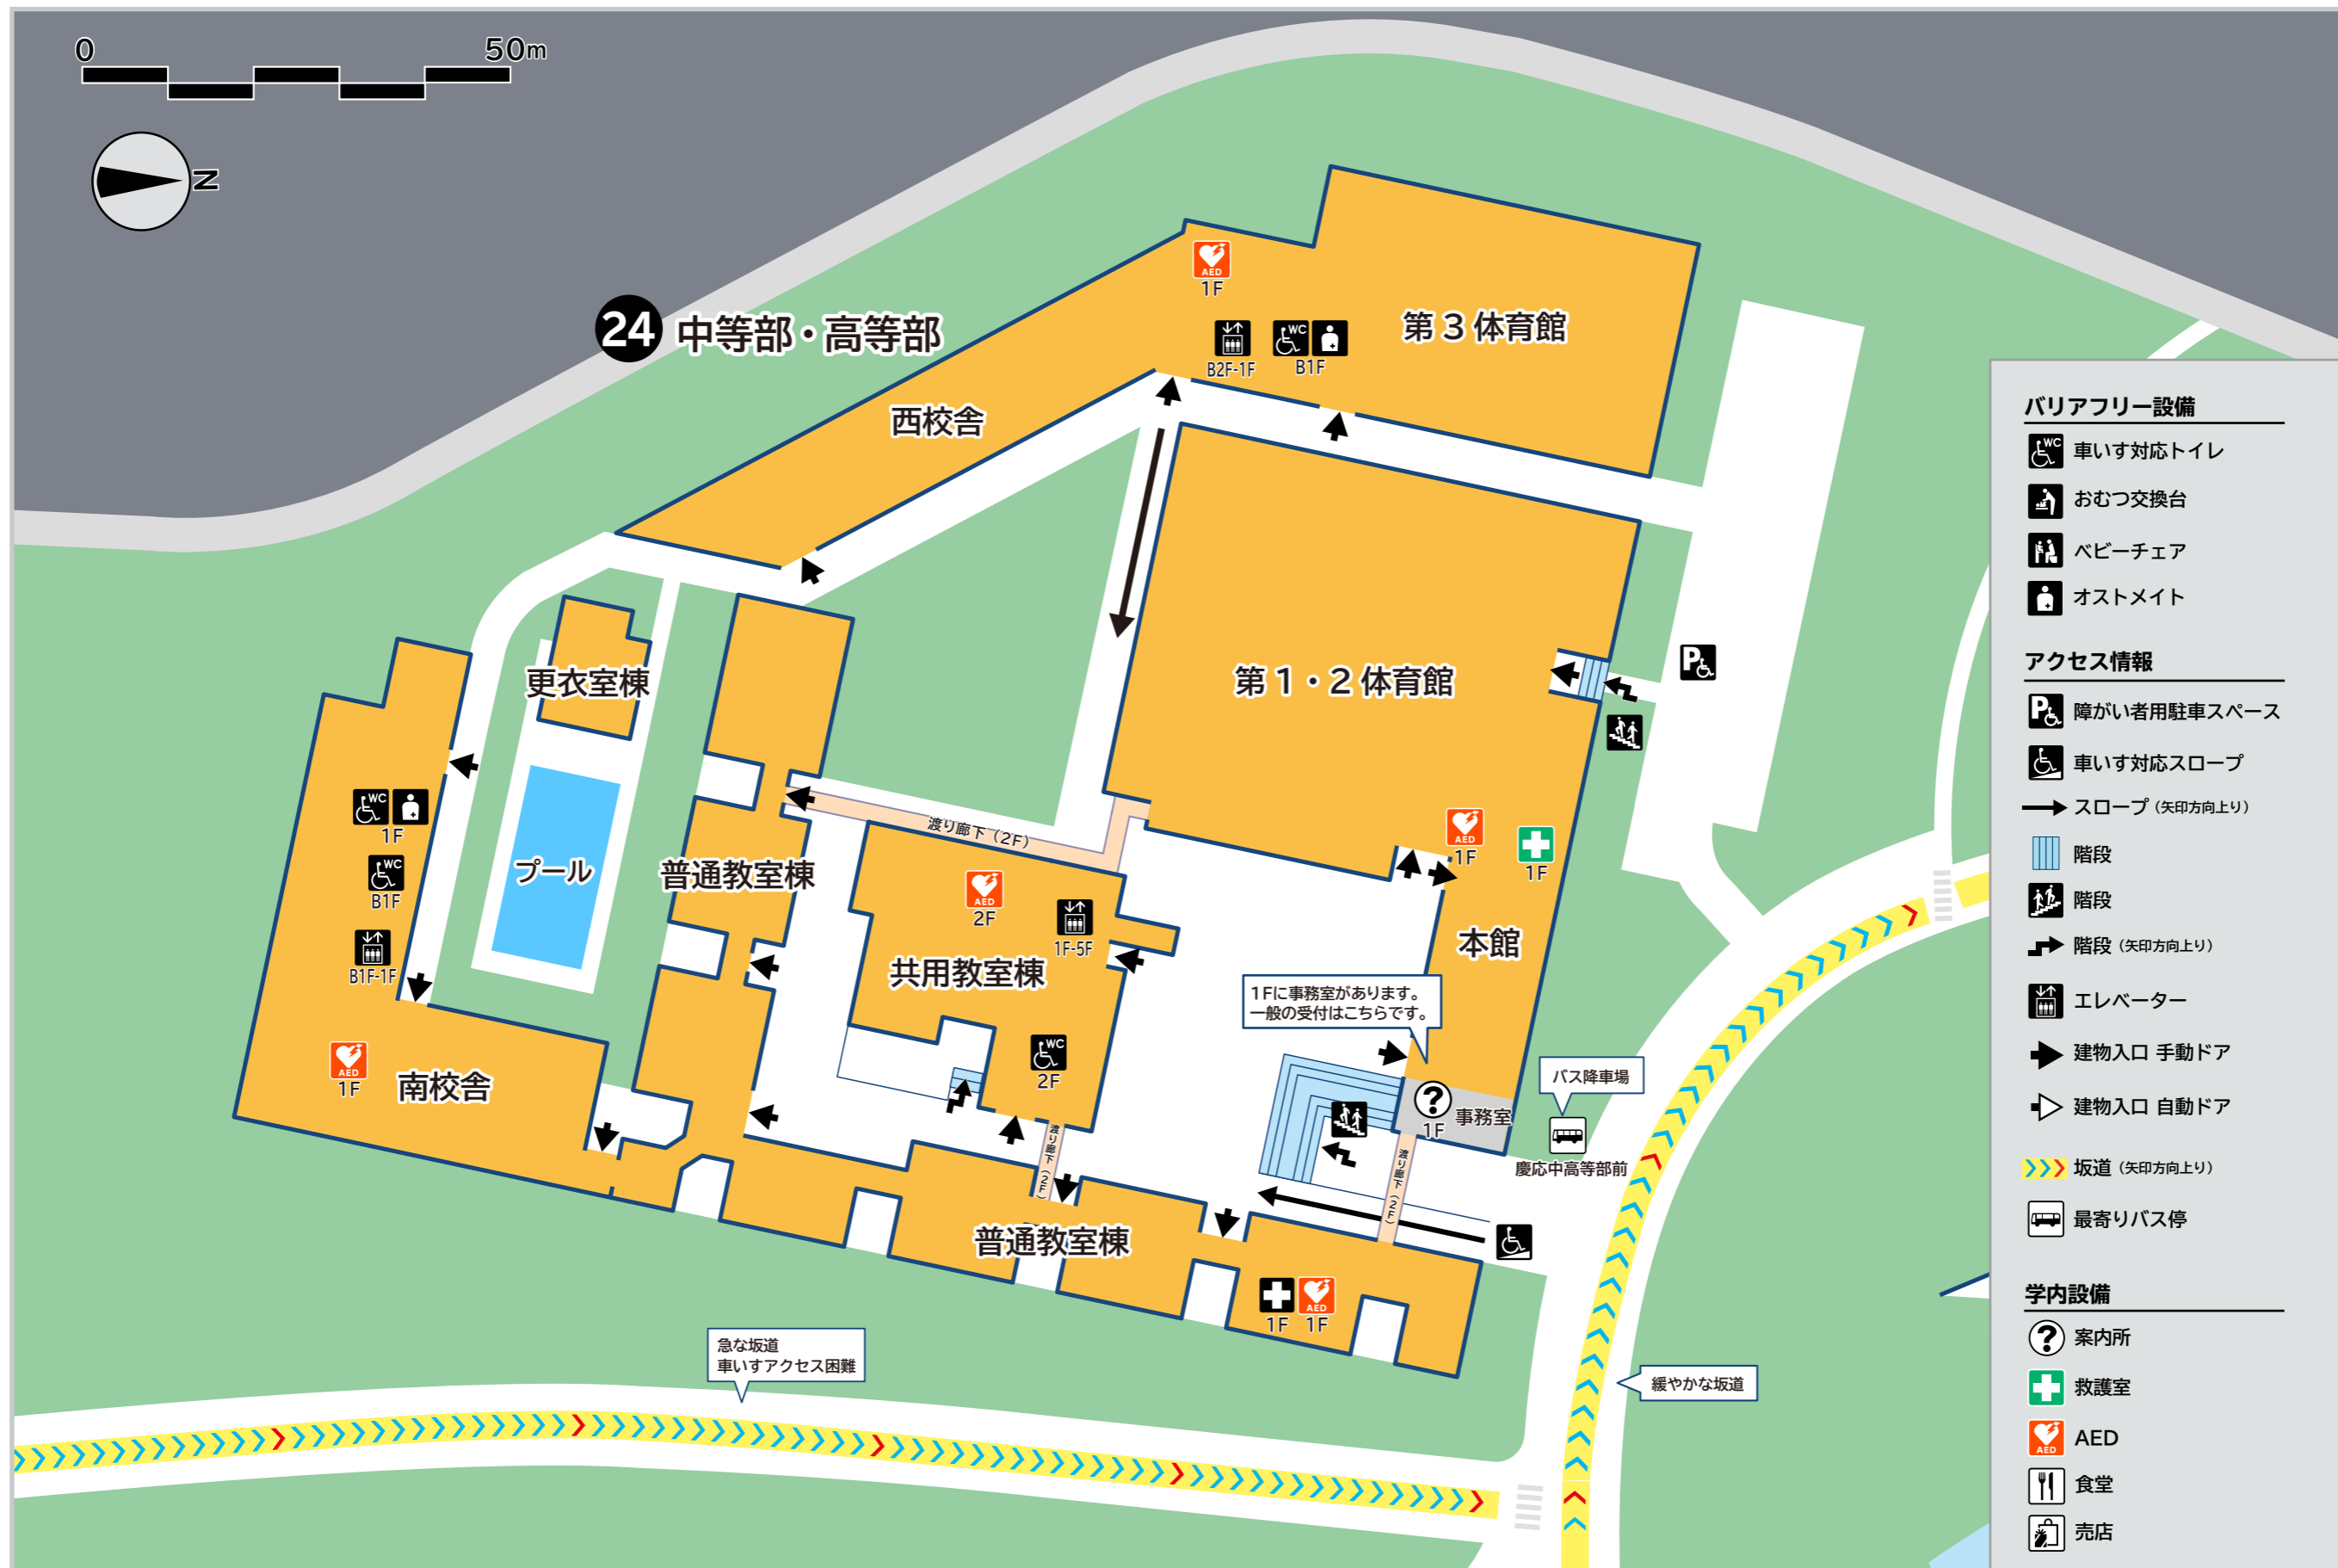 0 50m
N
24 中等部・高等部
AED
1F
B2F-1F
WC
B1F
第3体育館
西校舎
更衣室棟
第1・2体育館
P
WC
1F
WC
B1F
B1F-1F
AED
1F
南校舎
プール
普通教室棟
渡り廊下（2F）
AED
2F
1F-5F
共用教室棟
WC
2F
AED
1F
1F
本館
1Fに事務室があります。
一般の受付はこちらです。
?
1F
事務室
バス降車場
慶応中高等部前
渡り廊下（2F）
渡り廊下（2F）
普通教室棟
1F
AED
1F
急な坂道
車いすアクセス困難
緩やかな坂道
バリアフリー設備
WC 車いす対応トイレ
おむつ交換台
ベビーチェア
オストメイト
アクセス情報
P 障がい者用駐車スペース
車いす対応スロープ
スロープ（矢印方向上り）
階段
階段
階段（矢印方向上り）
エレベーター
建物入口 手動ドア
建物入口 自動ドア
坂道（矢印方向上り）
最寄りバス停
学内設備
? 案内所
救護室
AED AED
食堂
売店